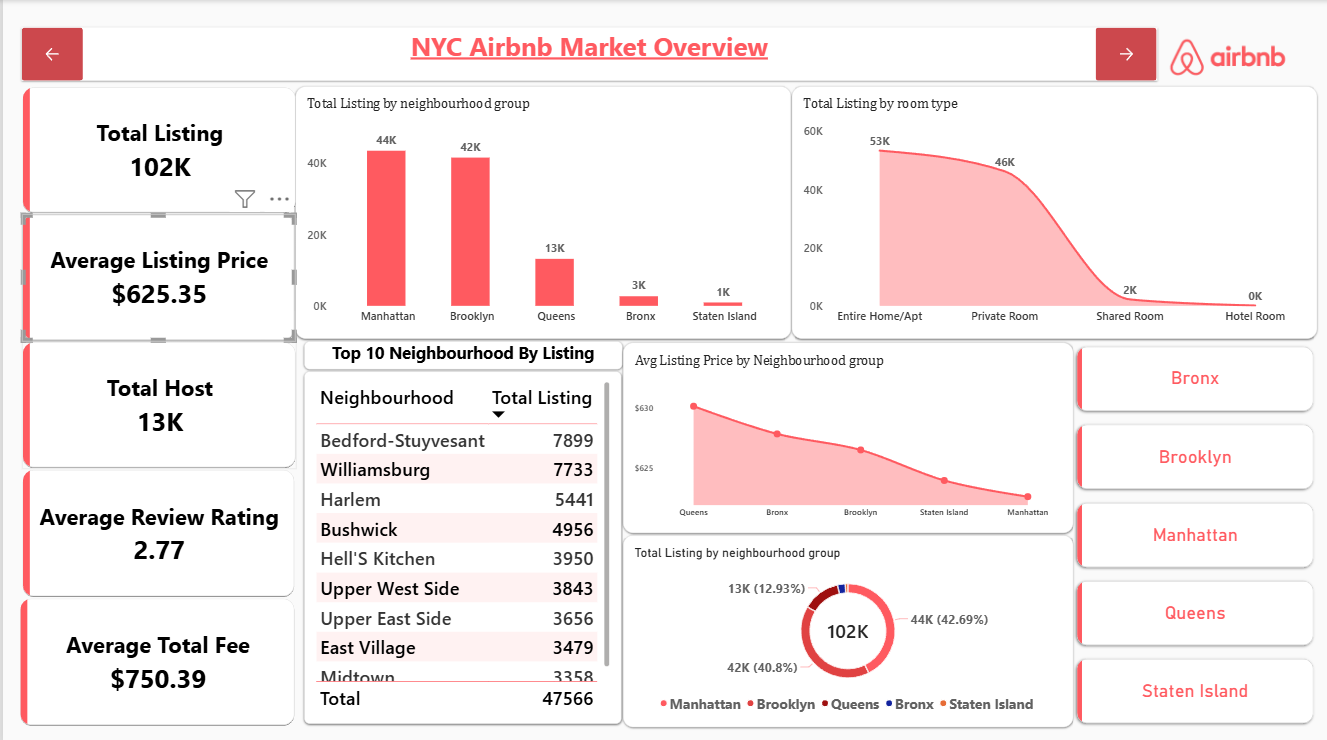 NYC Airbnb Market Overview
airbnb
Total Listing
102K
Average Listing Price
$625.35
Total Host
13K
Average Review Rating
2.77
Average Total Fee
$750.39
Total Listing by neighbourhood group
44K
42K
40K
20K
13K
3K
1K
0K
Manhattan Brooklyn Queens Bronx Staten Island
Total Listing by room type
60K
53K
46K
40K
20K
2K
0K
0K
Entire Home/Apt Private Room Shared Room Hotel Room
Top 10 Neighbourhood By Listing
Neighbourhood Total Listing
Bedford-Stuyvesant 7899
Williamsburg 7733
Harlem 5441
Bushwick 4956
Hell'S Kitchen 3950
Upper West Side 3843
Upper East Side 3656
East Village 3479
Midtown 3358
Total 47566
Avg Listing Price by Neighbourhood group
$630
$625
Queens Bronx Brooklyn Staten Island Manhattan
Total Listing by neighbourhood group
13K (12.93%)
44K (42.69%)
102K
42K (40.8%)
Manhattan Brooklyn Queens Bronx Staten Island
Bronx
Brooklyn
Manhattan
Queens
Staten Island